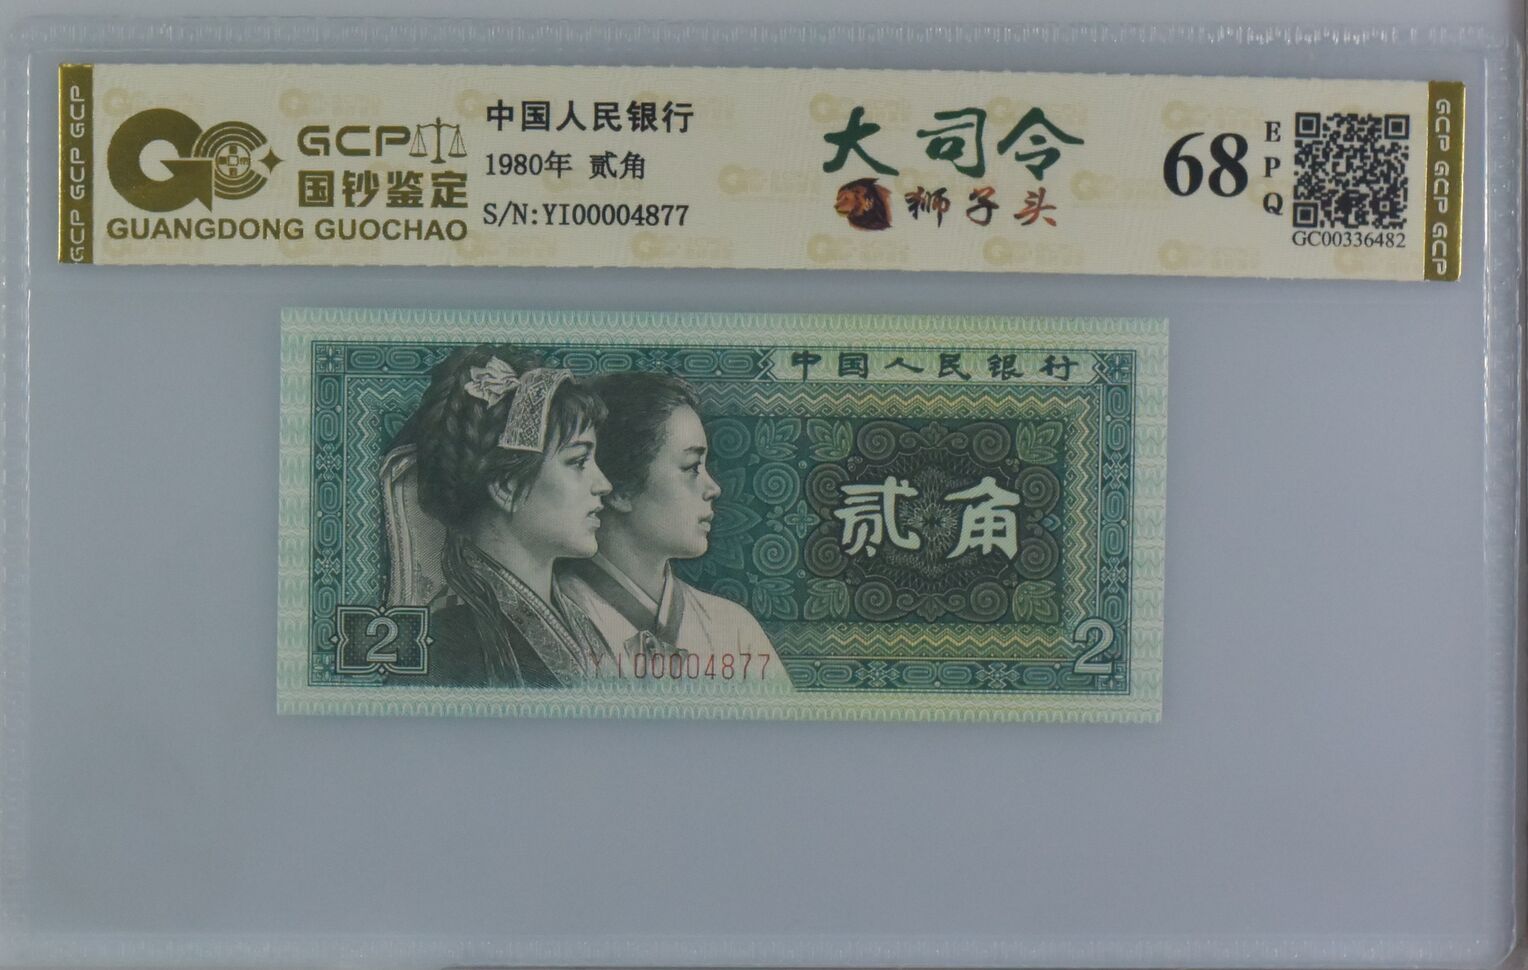 GCP GCP GCP
GCP
国钞鉴定
GUANGDONG GUOCHAO
中国人民银行
1980年 贰角
S/N:YI00004877
大司令
狮子头
68
EPQ
GC00336482
GCP GCP GCP
中国人民银行
贰角
2
YI00004877
2